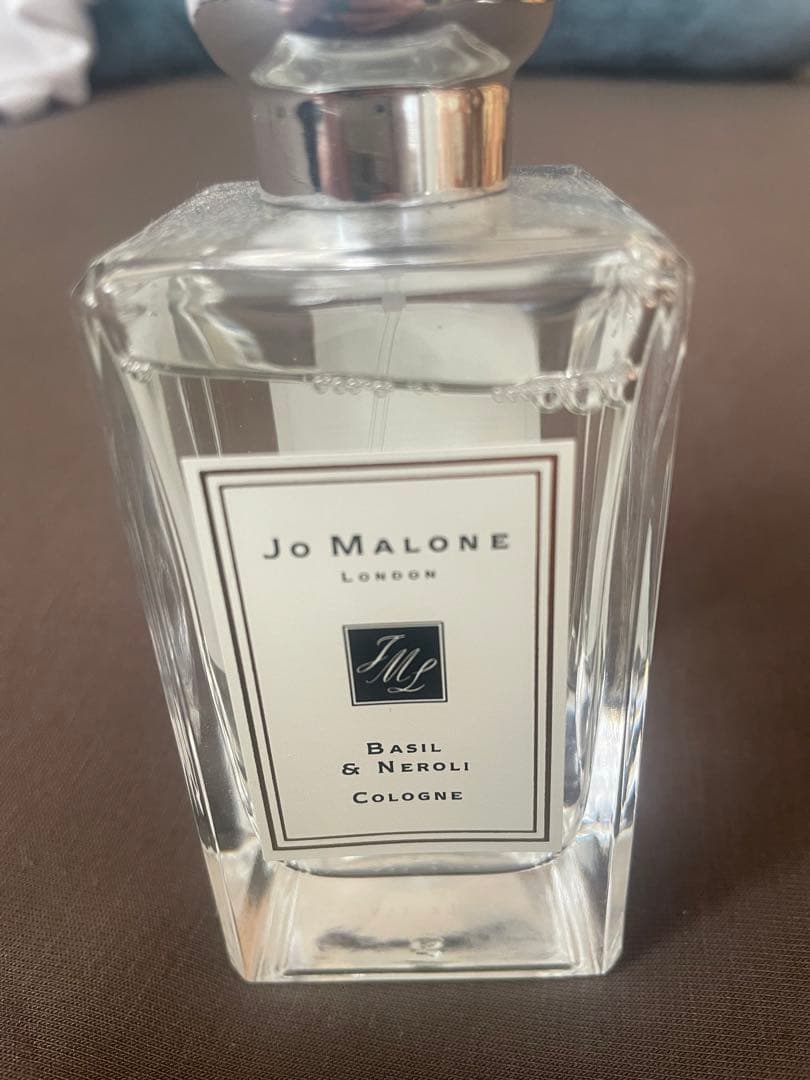 Jo Malone
London
JML
Basil
& Neroli
Cologne